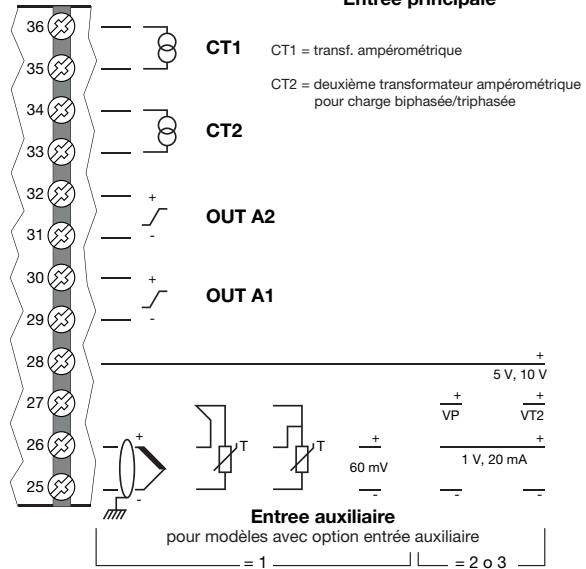 Entrée principale
36
35
CT1
CT1 = transf. ampérométrique
CT2 = deuxième transformateur ampérométrique
pour charge biphasée/triphasée
34
33
CT2
32
31
+
-
OUT A2
30
29
+
-
OUT A1
28
+
5 V, 10 V
27
+
VP
+
VT2
26
25
+
-
T
T
+
60 mV
-
+
1 V, 20 mA
-
-
Entree auxiliaire
pour modèles avec option entrée auxiliaire
= 1
= 2 o 3